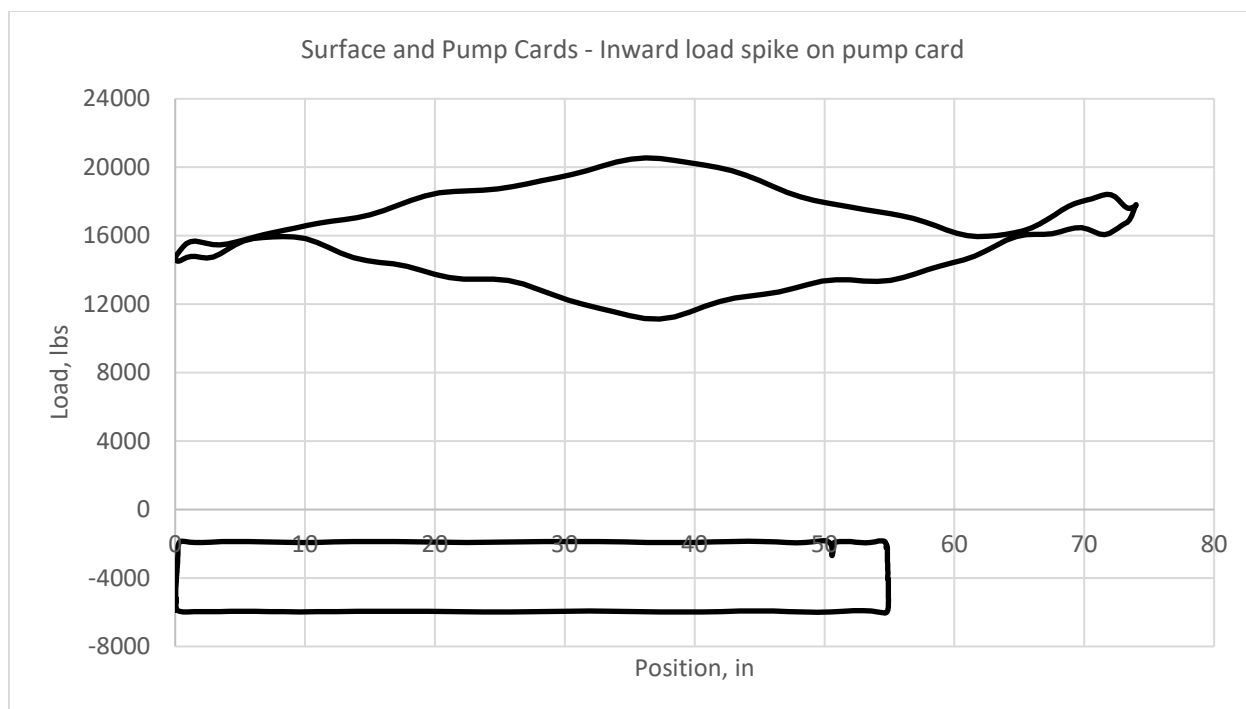 Surface and Pump Cards - Inward load spike on pump card
24000
20000
16000
12000
8000
4000
0
-4000
-8000
Load, lbs
0 10 20 30 40 50 60 70 80
Position, in